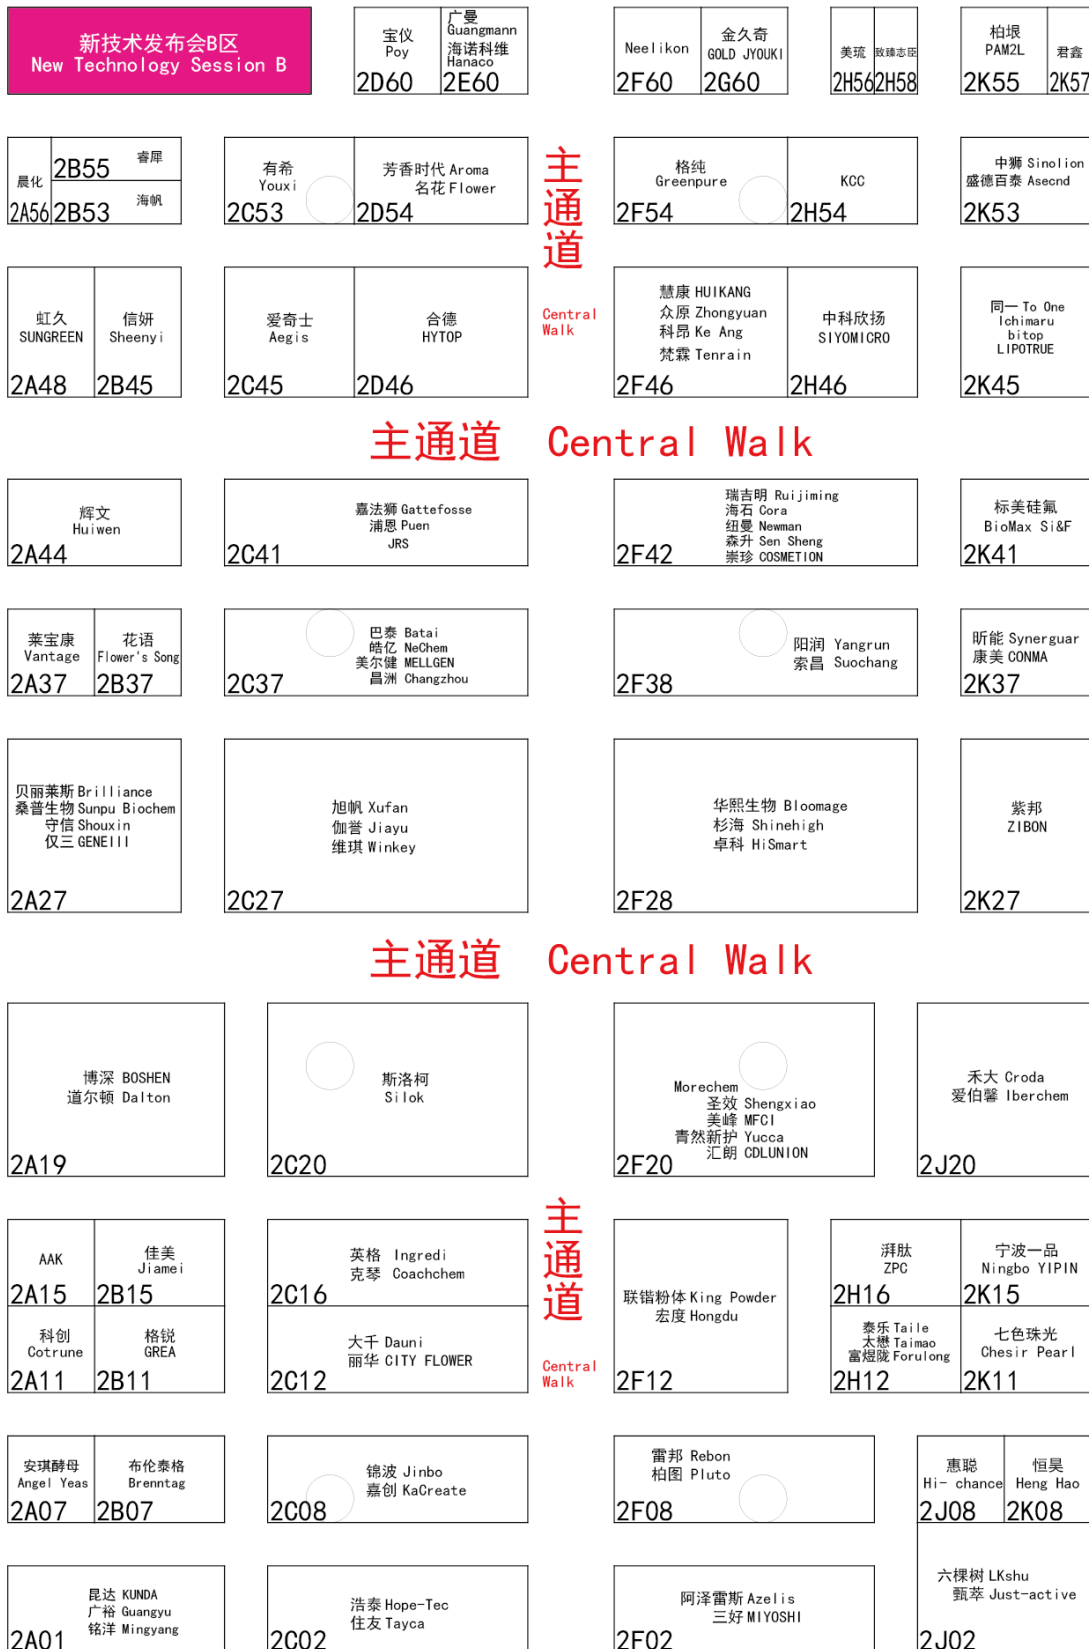 新技术发布会B区
New Technology Session B
宝仪
Poy
2D60
广曼
Guangmann
海诺科维
Hanaco
2E60
Neelikon
2F60
金久奇
GOLD JYOUKI
2G60
美琉
2H56
致臻志臣
2H58
柏垠
PAM2L
2K55
君鑫
2K57
晨化
2A56
睿犀
2B55
海帆
2B53
有希
Youxi
2C53
芳香时代 Aroma
名花 Flower
2D54
主通道
Central
Walk
格纯
Greenpure
2F54
KCC
2H54
中狮 Sinolion
盛德百泰 Asecnd
2K53
虹久
SUNGREEN
2A48
信妍
Sheenyi
2B45
爱奇士
Aegis
2C45
合德
HYTOP
2D46
慧康 HUIKANG
众原 Zhongyuan
科昂 Ke Ang
梵霖 Tenrain
2F46
中科欣扬
SIYOMICRO
2H46
同一 To One
Ichimaru
bitop
LIPOTRUE
2K45
主通道 Central Walk
辉文
Huiwen
2A44
嘉法狮 Gattefosse
浦恩 Puen
JRS
2C41
瑞吉明 Ruijiming
海石 Cora
纽曼 Newman
森升 Sen Sheng
崇珍 COSMETION
2F42
标美硅氟
BioMax Si&F
2K41
莱宝康
Vantage
2A37
花语
Flower's Song
2B37
巴泰 Batai
皓亿 NeChem
美尔健 MELLGEN
昌洲 Changzhou
2C37
阳润 Yangrun
索昌 Suochang
2F38
昕能 Synerguar
康美 CONMA
2K37
贝丽莱斯 Brilliance
桑普生物 Sunpu Biochem
守信 Shouxin
仅三 GENEIII
2A27
旭帆 Xufan
伽誉 Jiayu
维琪 Winkey
2C27
华熙生物 Bloomage
杉海 Shinehigh
卓科 HiSmart
2F28
紫邦
ZIBON
2K27
主通道 Central Walk
博深 BOSHEN
道尔顿 Dalton
2A19
斯洛柯
Silok
2C20
Morechem
圣效 Shengxiao
美峰 MFCI
青然新护 Yucca
汇朗 CDLUNION
2F20
禾大 Croda
爱伯馨 Iberchem
2J20
AAK
2A15
佳美
Jiamei
2B15
英格 Ingredi
克琴 Coachchem
2C16
主通道
Central
Walk
联锴粉体 King Powder
宏度 Hongdu
2F12
湃肽
ZPC
2H16
宁波一品
Ningbo YIPIN
2K15
科创
Cotrune
2A11
格锐
GREA
2B11
大千 Dauni
丽华 CITY FLOWER
2C12
泰乐 Taile
太懋 Taimao
富煜陇 Forulong
2H12
七色珠光
Chesir Pearl
2K11
安琪酵母
Angel Yeas
2A07
布伦泰格
Brenntag
2B07
锦波 Jinbo
嘉创 KaCreate
2C08
雷邦 Rebon
柏图 Pluto
2F08
惠聪
Hi- chance
2J08
恒昊
Heng Hao
2K08
昆达 KUNDA
广裕 Guangyu
铭洋 Mingyang
2A01
浩泰 Hope-Tec
住友 Tayca
2C02
阿泽雷斯 Azelis
三好 MIYOSHI
2F02
六棵树 LKshu
甄萃 Just-active
2J02